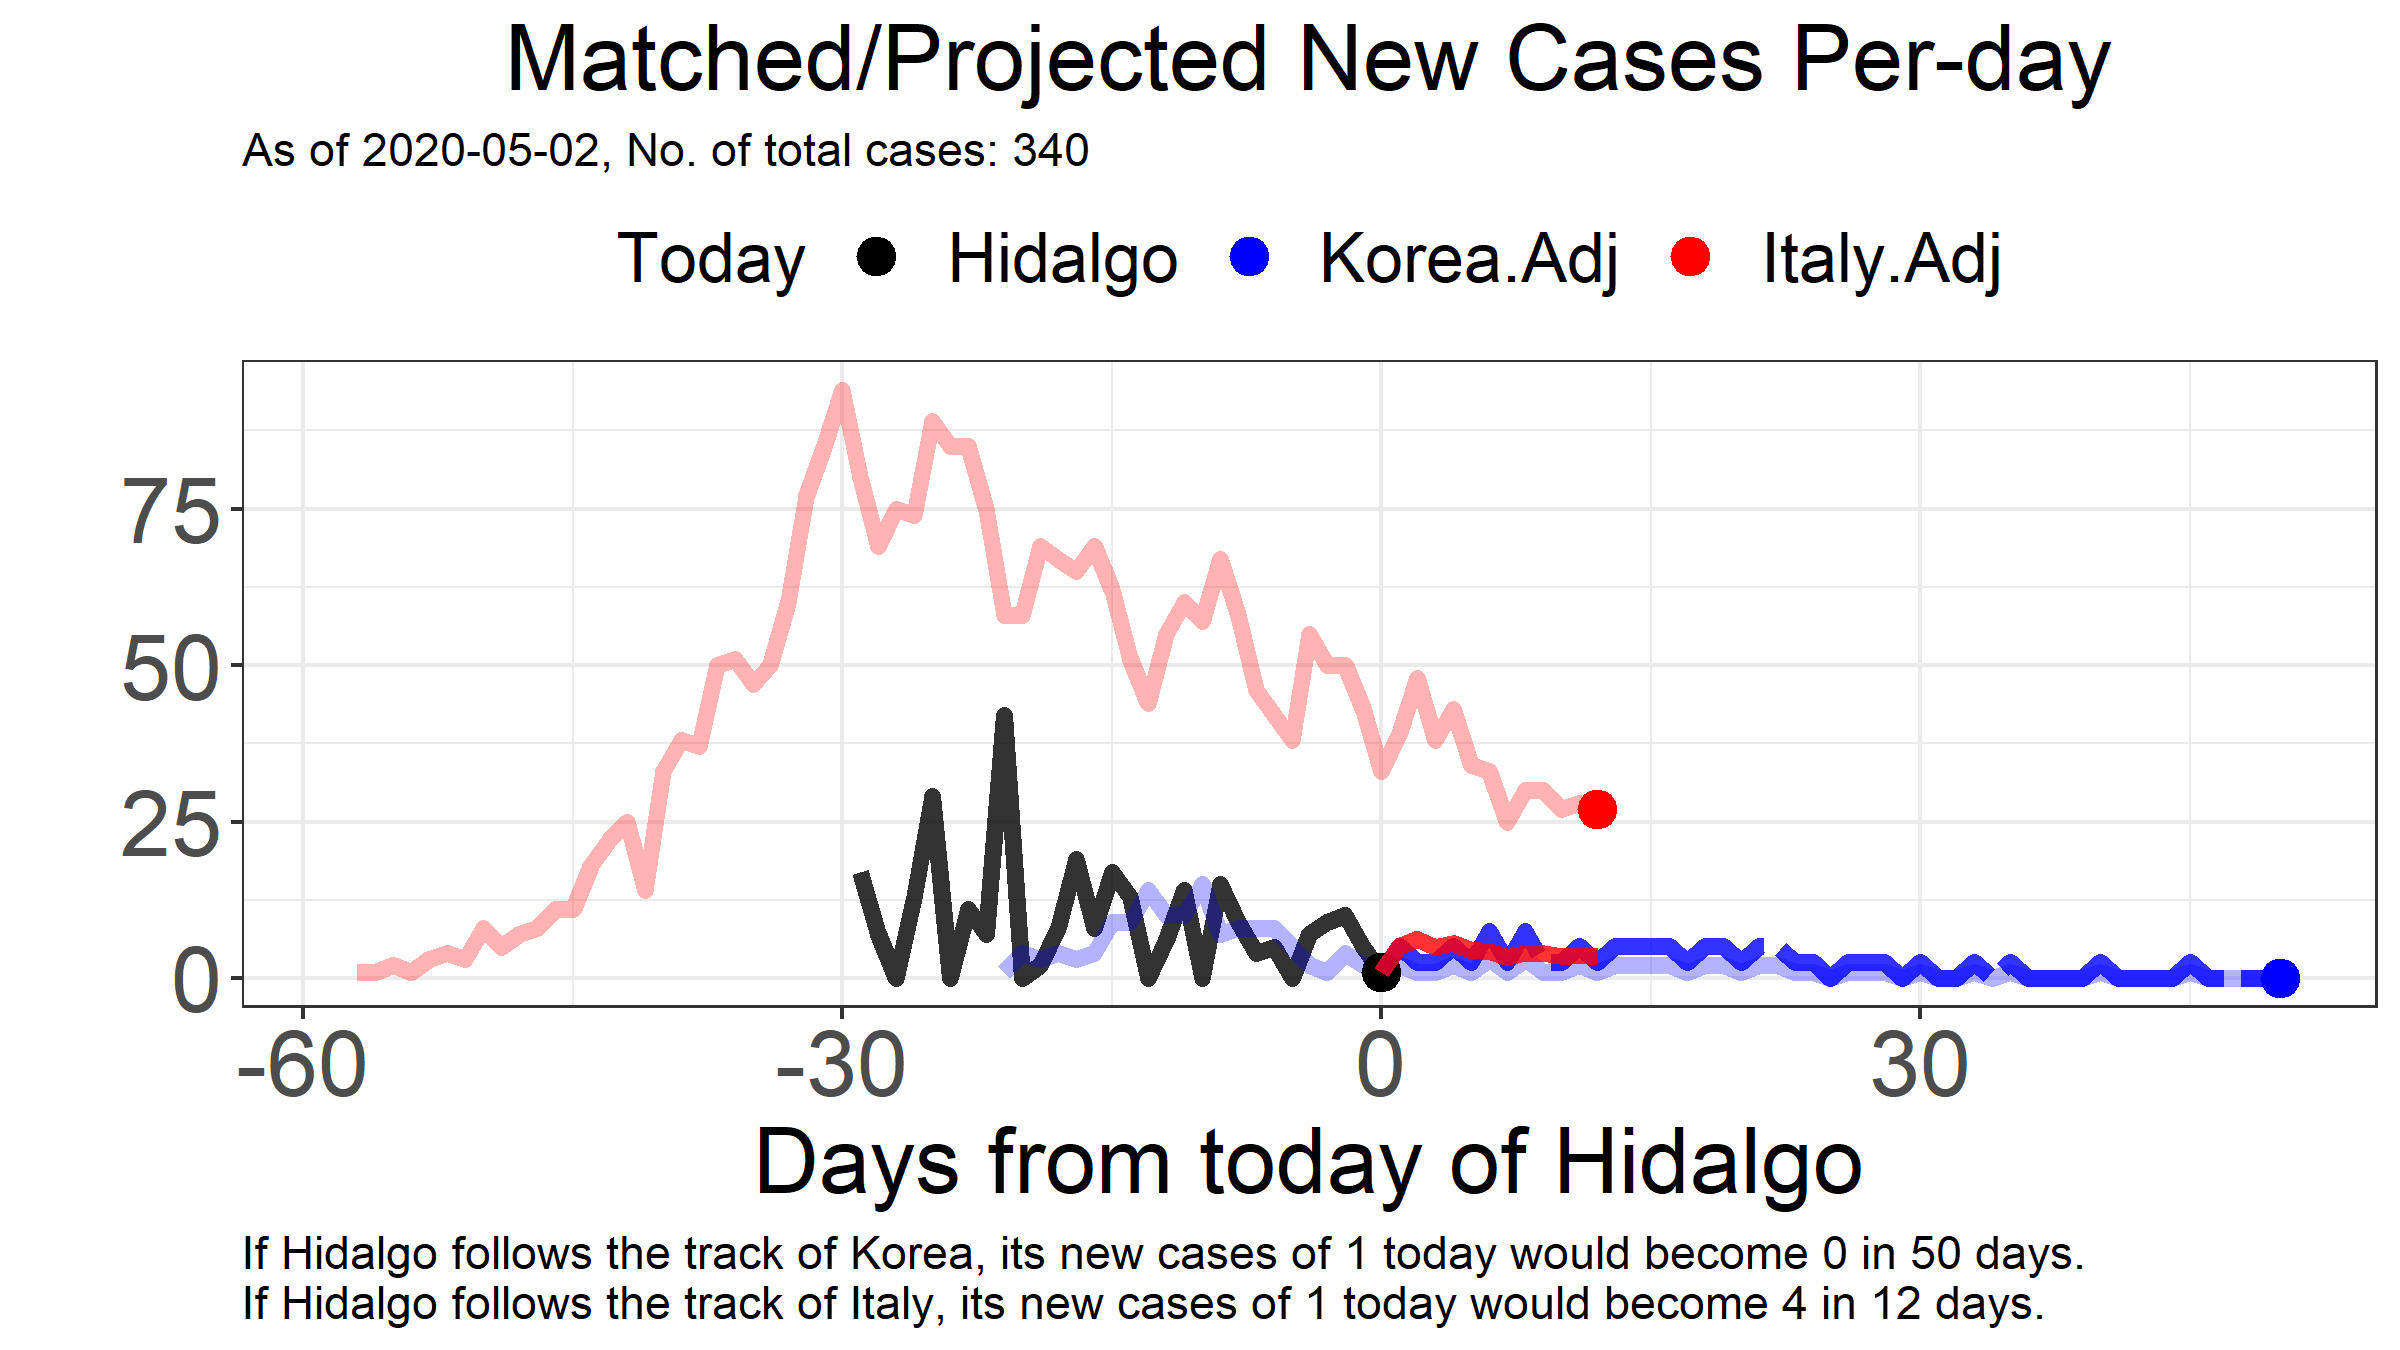 Matched/Projected New Cases Per-day
As of 2020-05-02, No. of total cases: 340
Today Hidalgo Korea.Adj Italy.Adj
75
50
25
0
-60 -30 0 30
Days from today of Hidalgo
If Hidalgo follows the track of Korea, its new cases of 1 today would become 0 in 50 days.
If Hidalgo follows the track of Italy, its new cases of 1 today would become 4 in 12 days.